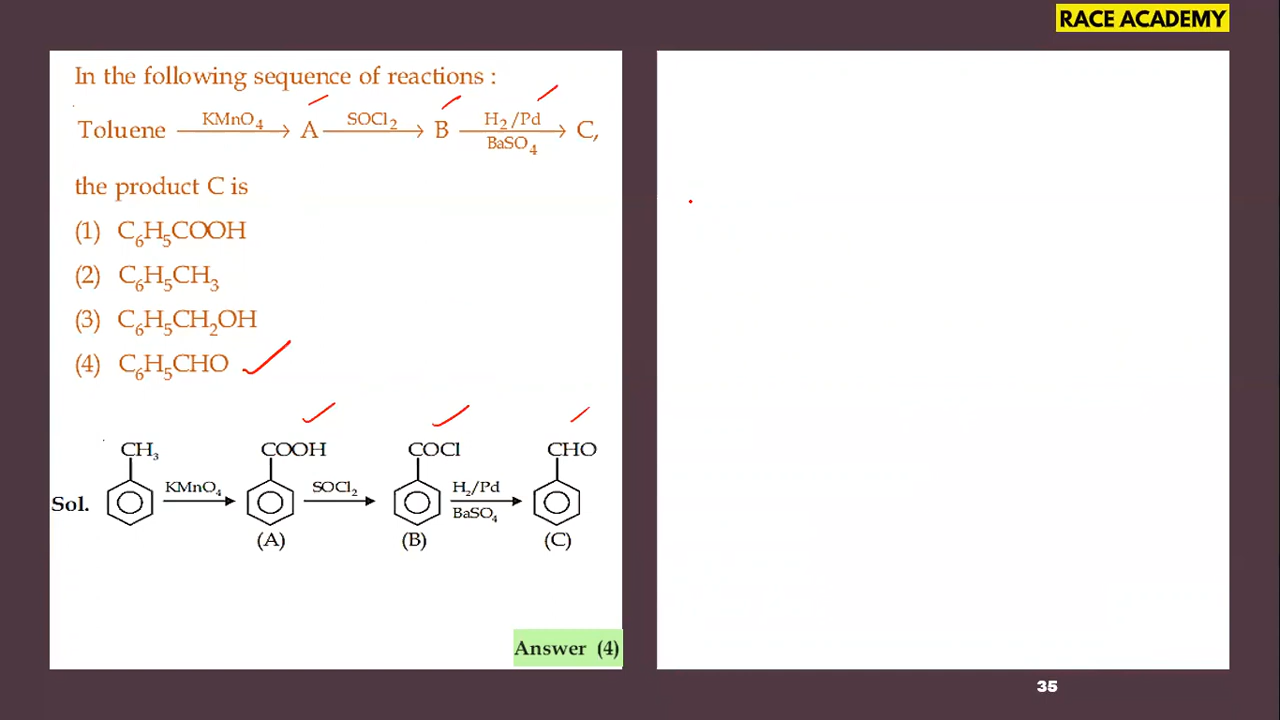 RACE ACADEMY
In the following sequence of reactions :
Toluene KMnO4 A SOCl2 B H2/Pd BaSO4 C,
the product C is
(1) C6H5COOH
(2) C6H5CH3
(3) C6H5CH2OH
(4) C6H5CHO
CH3 COOH COCl CHO
Sol. KMnO4 SOCl2 H2/Pd BaSO4
(A) (B) (C)
Answer (4)
35